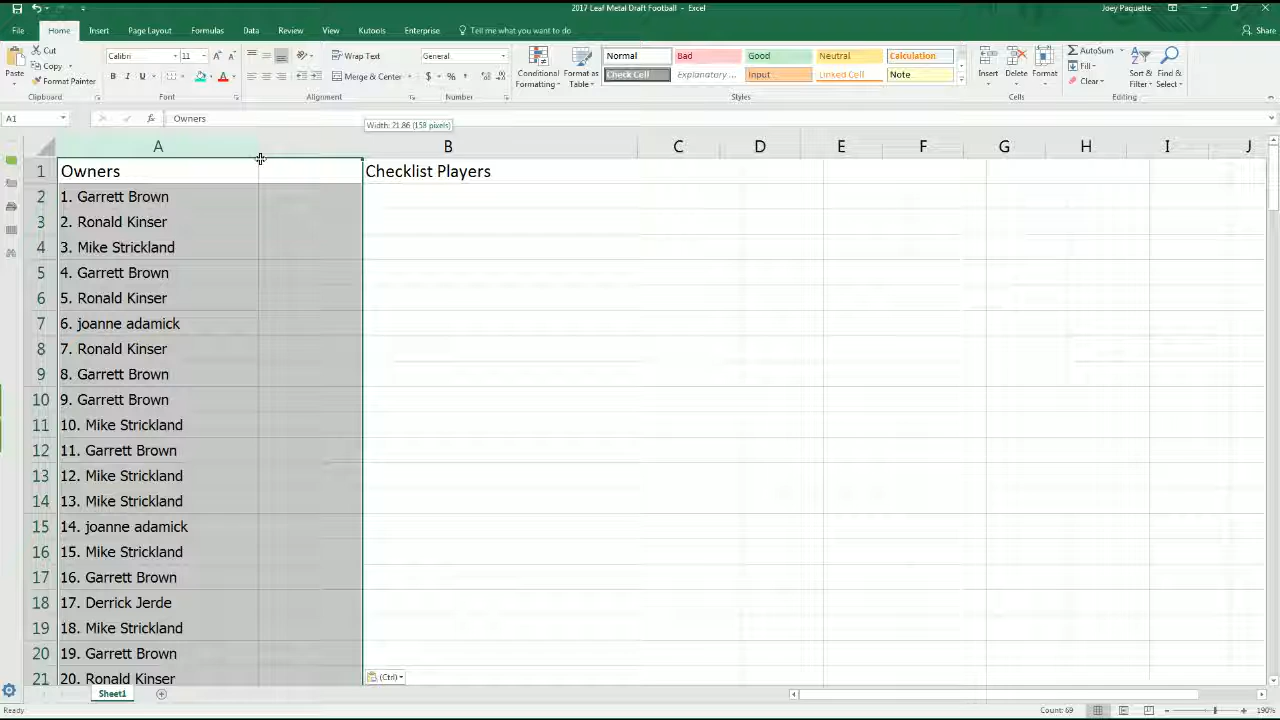 2017 Leaf Metal Draft Football - Excel
Joey Paquette
File Home Insert Page Layout Formulas Data Review View Kutools Enterprise Tell me what you want to do... Share
Paste
Cut
Copy
Format Painter
Clipboard
Calibri 11
B I U
Font
Wrap Text
Merge & Center
Alignment
General
$ % ,
Number
Conditional Formatting
Format as Table
Normal Bad Good Neutral Calculation
Check Cell Explanatory ... Input Linked Cell Note
Styles
Insert Delete Format
Cells
AutoSum
Fill
Clear
Sort & Filter
Find & Select
Editing
A1 fx Owners
Width: 21.86 (158 pixels)
A B C D E F G H I J
1 Owners Checklist Players
2 1. Garrett Brown
3 2. Ronald Kinser
4 3. Mike Strickland
5 4. Garrett Brown
6 5. Ronald Kinser
7 6. joanne adamick
8 7. Ronald Kinser
9 8. Garrett Brown
10 9. Garrett Brown
11 10. Mike Strickland
12 11. Garrett Brown
13 12. Mike Strickland
14 13. Mike Strickland
15 14. joanne adamick
16 15. Mike Strickland
17 16. Garrett Brown
18 17. Derrick Jerde
19 18. Mike Strickland
20 19. Garrett Brown
21 20. Ronald Kinser
(Ctrl)
Sheet1
Ready
Count: 69
190%